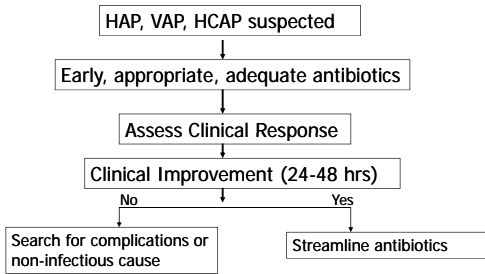 HAP, VAP, HCAP suspected
Early, appropriate, adequate antibiotics
Assess Clinical Response
Clinical Improvement (24-48 hrs)
No
Yes
Search for complications or
non-infectious cause
Streamline antibiotics